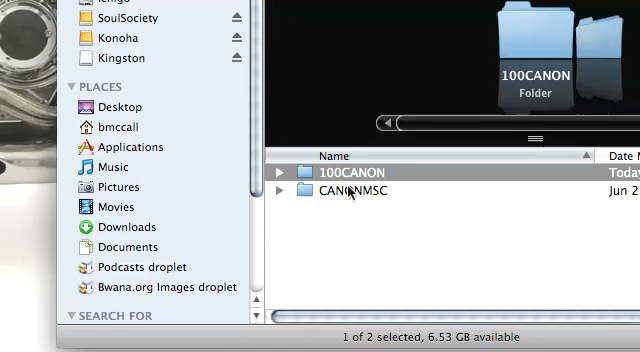 SoulSociety
Konoha
Kingston
PLACES
Desktop
bmccall
Applications
Music
Pictures
Movies
Downloads
Documents
Podcasts droplet
Bwana.org Images droplet
SEARCH FOR
100CANON
Folder
Name
Date M
100CANON
Today
CANONMSC
Jun 2
1 of 2 selected, 6.53 GB available